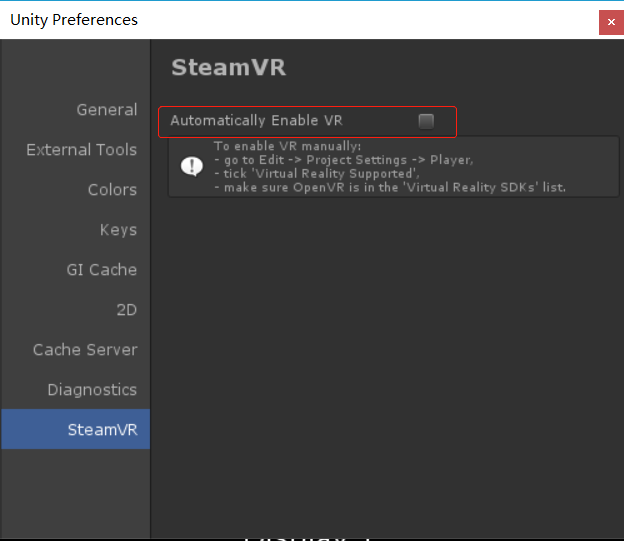 Unity Preferences
SteamVR
General
External Tools
Colors
Keys
GI Cache
2D
Cache Server
Diagnostics
SteamVR
Automatically Enable VR
To enable VR manually:
- go to Edit -> Project Settings -> Player,
- tick 'Virtual Reality Supported',
- make sure OpenVR is in the 'Virtual Reality SDKs' list.